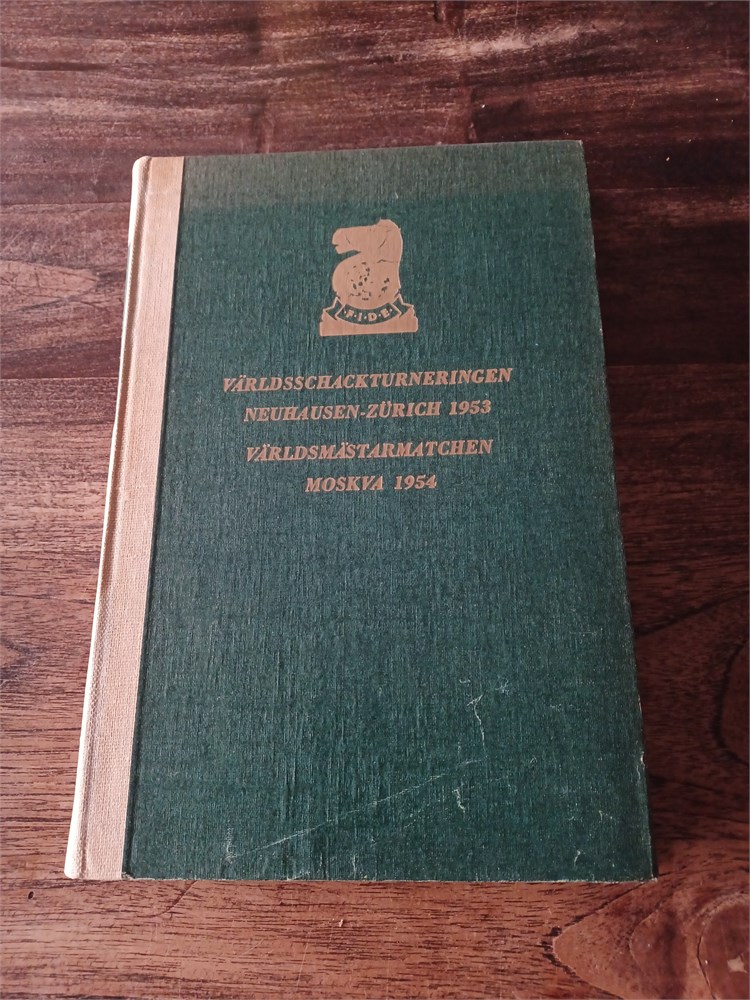 ·F·I·D·E·
VÄRLDSSCHACKTURNERINGEN
NEUHAUSEN-ZÜRICH 1953
VÄRLDSMÄSTARMATCHEN
MOSKVA 1954